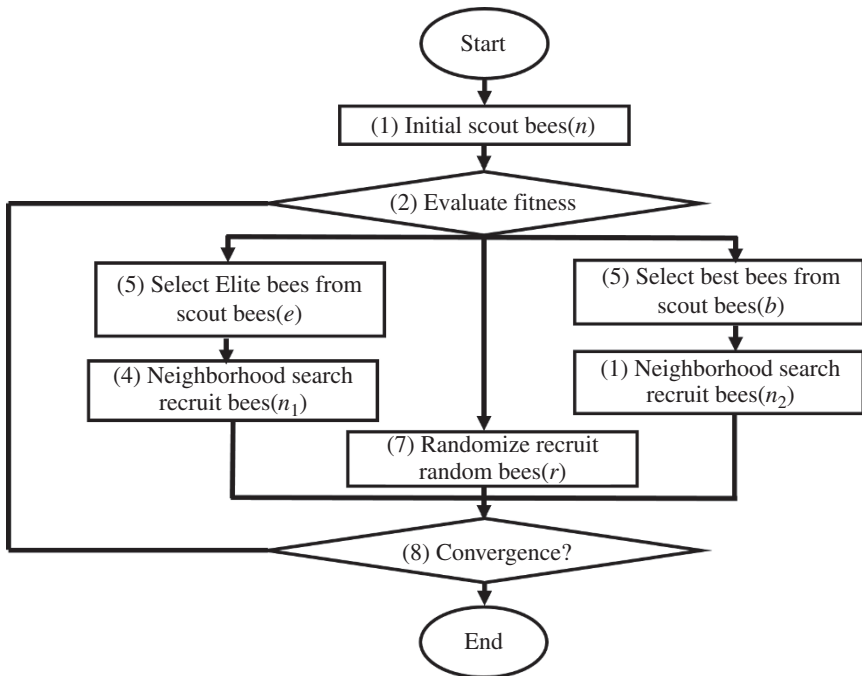 Start
(1) Initial scout bees(n)
(2) Evaluate fitness
(5) Select Elite bees from
scout bees(e)
(5) Select best bees from
scout bees(b)
(4) Neighborhood search
recruit bees(n₁)
(1) Neighborhood search
recruit bees(n₂)
(7) Randomize recruit
random bees(r)
(8) Convergence?
End